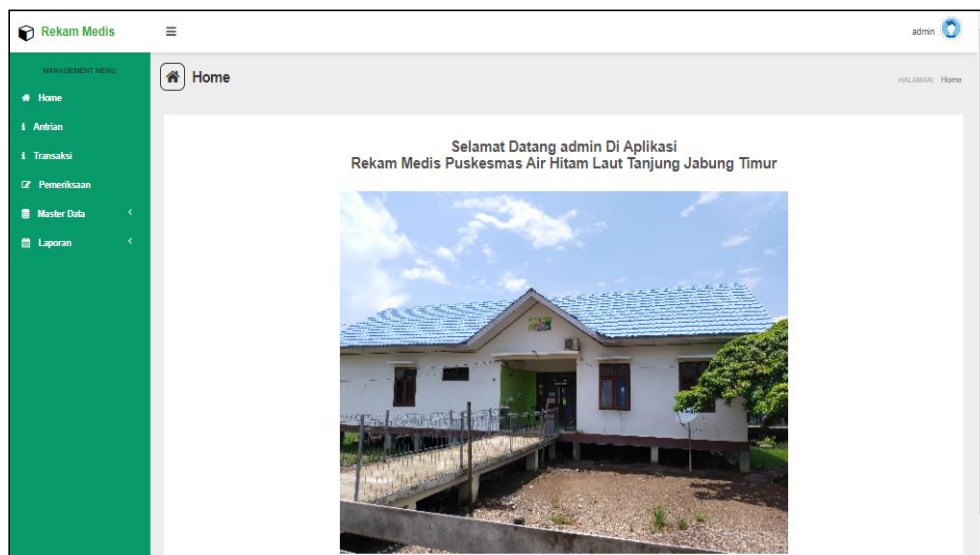 Rekam Medis
admin
MANAGEMENT MENU
Home
HALAMAN: Home
Home
Antrian
Transaksi
Pemeriksaan
Master Data
Laporan
Selamat Datang admin Di Aplikasi
Rekam Medis Puskesmas Air Hitam Laut Tanjung Jabung Timur